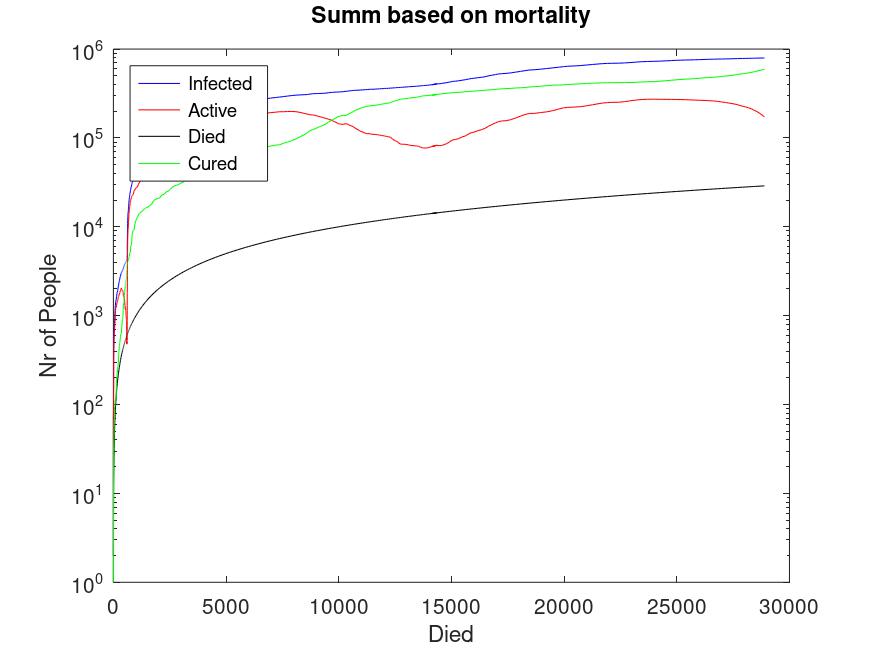 Summ based on mortality
10^6
10^5
10^4
10^3
10^2
10^1
10^0
Nr of People
Infected
Active
Died
Cured
0 5000 10000 15000 20000 25000 30000
Died